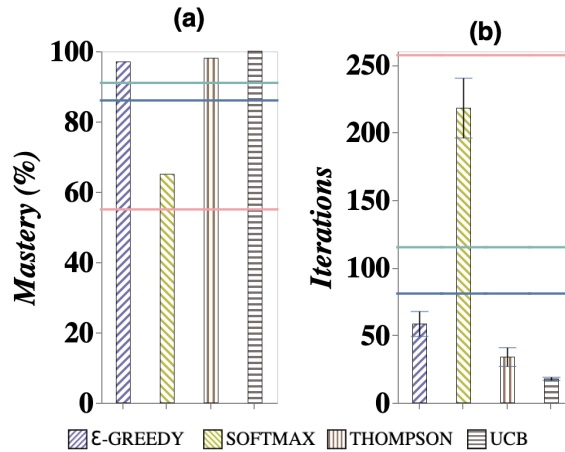 (a)
100
80
60
40
20
0
Mastery (%)
(b)
250
200
150
100
50
0
Iterations
Ɛ-GREEDY SOFTMAX THOMPSON UCB